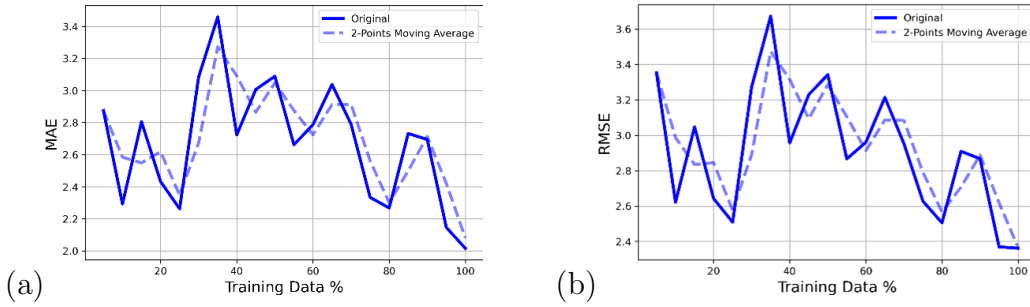 3.4
3.2
3.0
2.8
2.6
2.4
2.2
2.0
MAE
Original
2-Points Moving Average
20 40 60 80 100
Training Data %
(a)
3.6
3.4
3.2
3.0
2.8
2.6
2.4
RMSE
Original
2-Points Moving Average
20 40 60 80 100
Training Data %
(b)